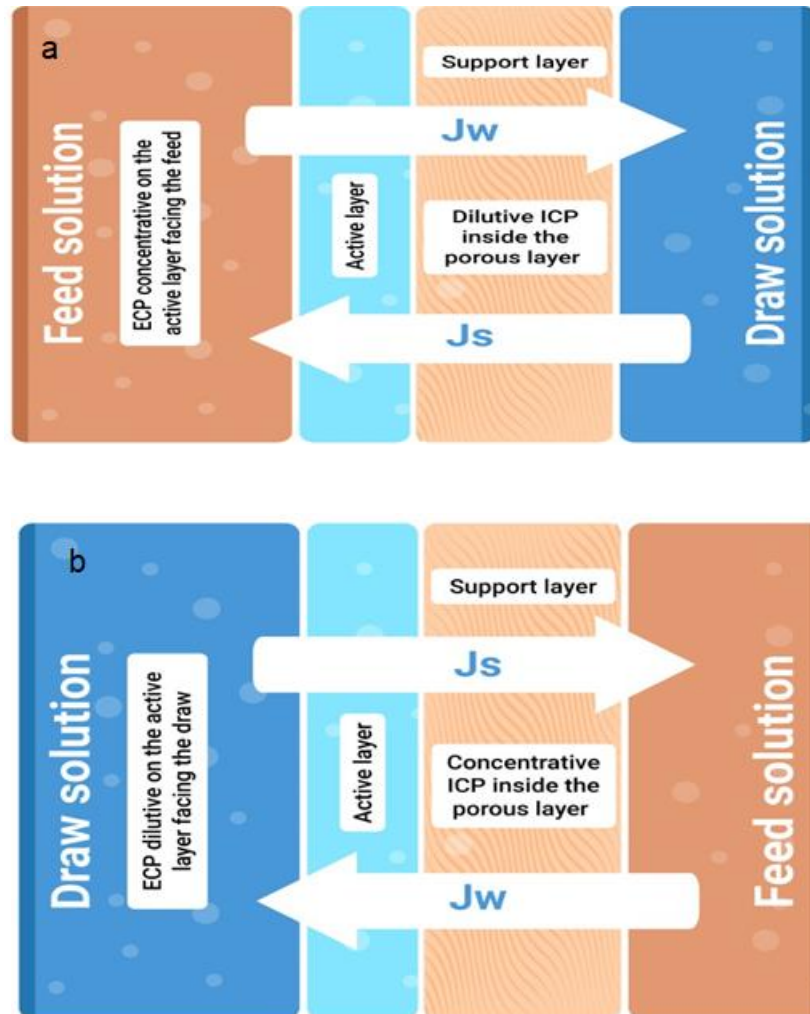 a
Feed solution
ECP concentrative on the
active layer facing the feed
Active layer
Support layer
Jw
Dilutive ICP
inside the
porous layer
Js
Draw solution
b
Draw solution
ECP dilutive on the active
layer facing the draw
Active layer
Support layer
Js
Concentrative
ICP inside the
porous layer
Jw
Feed solution